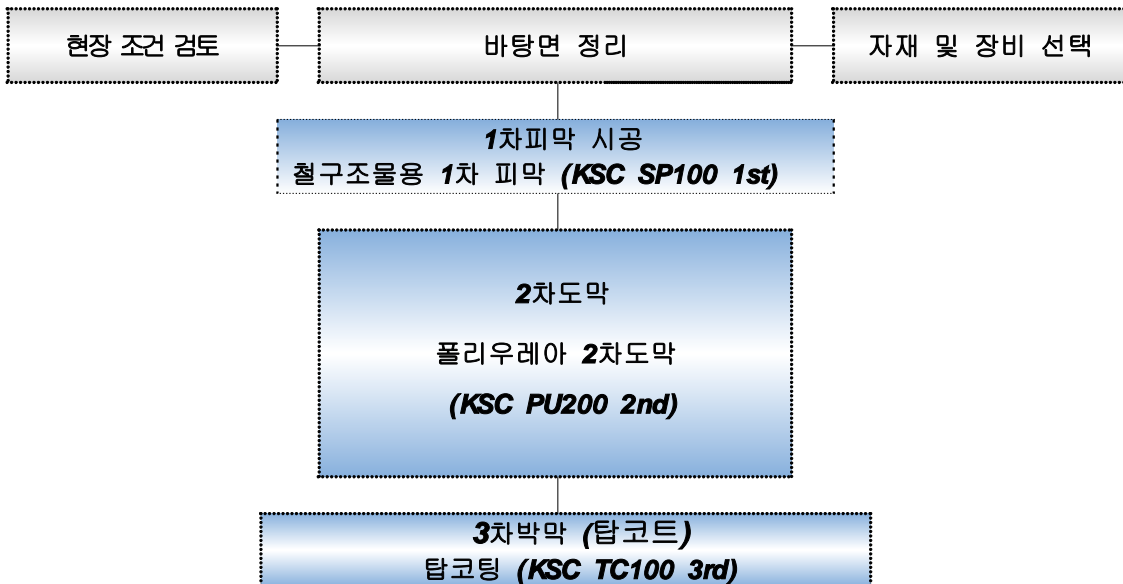 현장 조건 검토
바탕면 정리
자재 및 장비 선택
1차피막 시공
철구조물용 1차 피막 (KSC SP100 1st)
2차도막
폴리우레아 2차도막
(KSC PU200 2nd)
3차박막 (탑코트)
탑코팅 (KSC TC100 3rd)